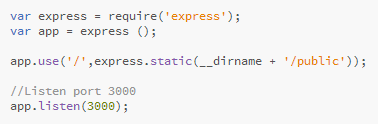 var express = require('express');
var app = express ();
app.use('/',express.static(__dirname + '/public'));
//Listen port 3000
app.listen(3000);